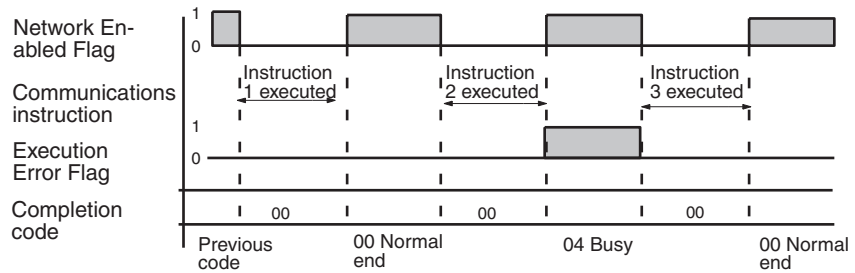 Network En-
abled Flag
1
0
Instruction
1 executed
Instruction
2 executed
Instruction
3 executed
Communications
instruction
1
0
Execution
Error Flag
Completion
code
00
00
00
Previous
code
00 Normal
end
04 Busy
00 Normal
end